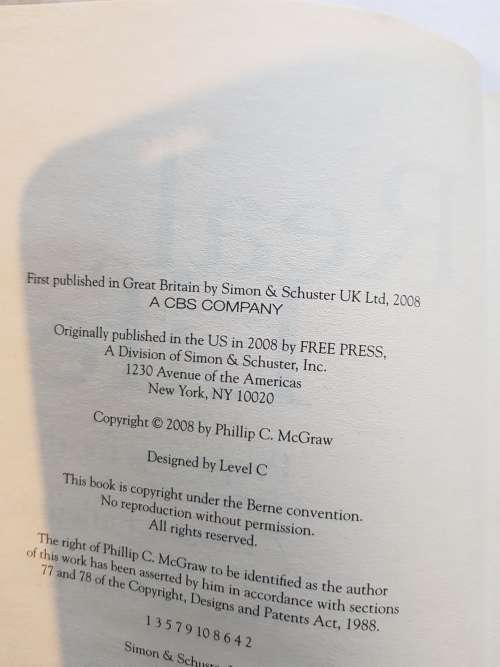 First published in Great Britain by Simon & Schuster UK Ltd, 2008
A CBS COMPANY
Originally published in the US in 2008 by FREE PRESS,
A Division of Simon & Schuster, Inc.
1230 Avenue of the Americas
New York, NY 10020
Copyright © 2008 by Phillip C. McGraw
Designed by Level C
This book is copyright under the Berne convention.
No reproduction without permission.
All rights reserved.
The right of Phillip C. McGraw to be identified as the author
of this work has been asserted by him in accordance with sections
77 and 78 of the Copyright, Designs and Patents Act, 1988.
1 3 5 7 9 10 8 6 4 2
Simon & Schuster